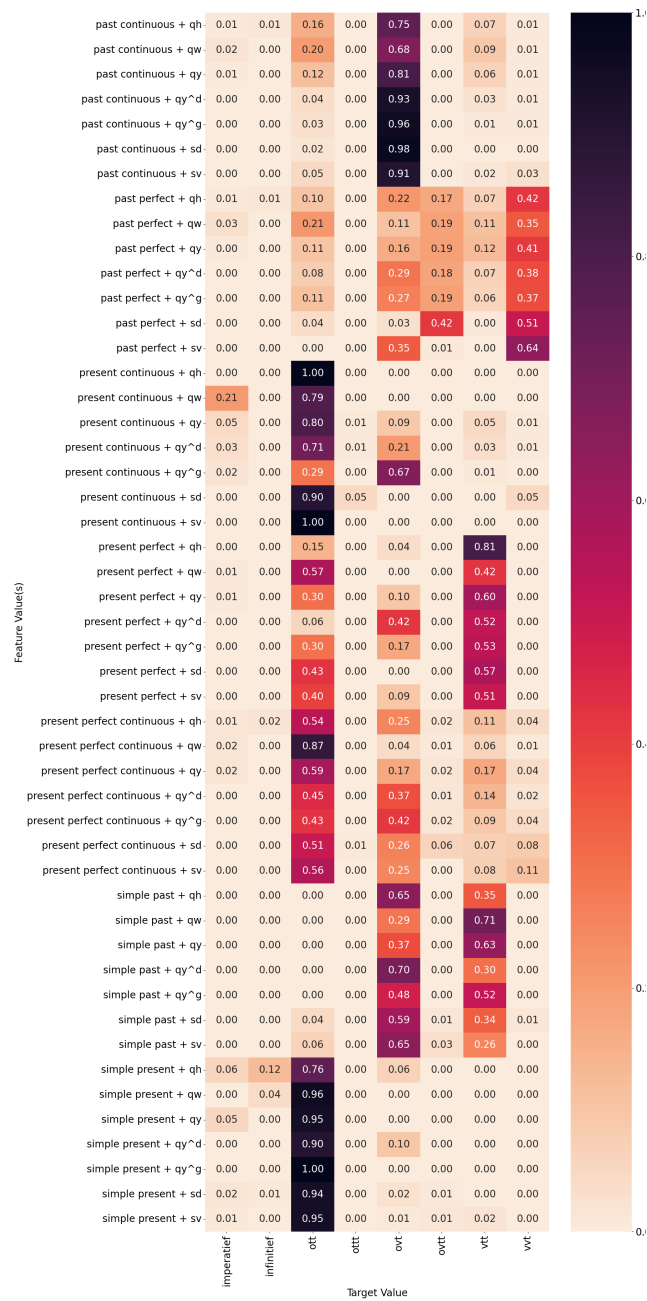 past continuous + qh 0.01 0.01 0.16 0.00 0.75 0.00 0.07 0.01
past continuous + qw 0.02 0.00 0.20 0.00 0.68 0.00 0.09 0.01
past continuous + qy 0.01 0.00 0.12 0.00 0.81 0.00 0.06 0.01
past continuous + qy^d 0.00 0.00 0.04 0.00 0.93 0.00 0.03 0.01
past continuous + qy^g 0.00 0.00 0.03 0.00 0.96 0.00 0.01 0.01
past continuous + sd 0.00 0.00 0.02 0.00 0.98 0.00 0.00 0.00
past continuous + sv 0.00 0.00 0.05 0.00 0.91 0.00 0.02 0.03
past perfect + qh 0.01 0.01 0.10 0.00 0.22 0.17 0.07 0.42
past perfect + qw 0.03 0.00 0.21 0.00 0.11 0.19 0.11 0.35
past perfect + qy 0.00 0.00 0.11 0.00 0.16 0.19 0.12 0.41
past perfect + qy^d 0.00 0.00 0.08 0.00 0.29 0.18 0.07 0.38
past perfect + qy^g 0.00 0.00 0.11 0.00 0.27 0.19 0.06 0.37
past perfect + sd 0.00 0.00 0.04 0.00 0.03 0.42 0.00 0.51
past perfect + sv 0.00 0.00 0.00 0.00 0.35 0.01 0.00 0.64
present continuous + qh 0.00 0.00 1.00 0.00 0.00 0.00 0.00 0.00
present continuous + qw 0.21 0.00 0.79 0.00 0.00 0.00 0.00 0.00
present continuous + qy 0.05 0.00 0.80 0.01 0.09 0.00 0.05 0.01
present continuous + qy^d 0.03 0.00 0.71 0.01 0.21 0.00 0.03 0.01
present continuous + qy^g 0.02 0.00 0.29 0.00 0.67 0.00 0.01 0.00
present continuous + sd 0.00 0.00 0.90 0.05 0.00 0.00 0.00 0.05
present continuous + sv 0.00 0.00 1.00 0.00 0.00 0.00 0.00 0.00
present perfect + qh 0.00 0.00 0.15 0.00 0.04 0.00 0.81 0.00
present perfect + qw 0.01 0.00 0.57 0.00 0.00 0.00 0.42 0.00
present perfect + qy 0.01 0.00 0.30 0.00 0.10 0.00 0.60 0.00
present perfect + qy^d 0.00 0.00 0.06 0.00 0.42 0.00 0.52 0.00
present perfect + qy^g 0.00 0.00 0.30 0.00 0.17 0.00 0.53 0.00
present perfect + sd 0.00 0.00 0.43 0.00 0.00 0.00 0.57 0.00
present perfect + sv 0.00 0.00 0.40 0.00 0.09 0.00 0.51 0.00
present perfect continuous + qh 0.01 0.02 0.54 0.00 0.25 0.02 0.11 0.04
present perfect continuous + qw 0.02 0.00 0.87 0.00 0.04 0.01 0.06 0.01
present perfect continuous + qy 0.02 0.00 0.59 0.00 0.17 0.02 0.17 0.04
present perfect continuous + qy^d 0.00 0.00 0.45 0.00 0.37 0.01 0.14 0.02
present perfect continuous + qy^g 0.00 0.00 0.43 0.00 0.42 0.02 0.09 0.04
present perfect continuous + sd 0.00 0.00 0.51 0.01 0.26 0.06 0.07 0.08
present perfect continuous + sv 0.00 0.00 0.56 0.00 0.25 0.00 0.08 0.11
simple past + qh 0.00 0.00 0.00 0.00 0.65 0.00 0.35 0.00
simple past + qw 0.00 0.00 0.00 0.00 0.29 0.00 0.71 0.00
simple past + qy 0.00 0.00 0.00 0.00 0.37 0.00 0.63 0.00
simple past + qy^d 0.00 0.00 0.00 0.00 0.70 0.00 0.30 0.00
simple past + qy^g 0.00 0.00 0.00 0.00 0.48 0.00 0.52 0.00
simple past + sd 0.00 0.00 0.04 0.00 0.59 0.01 0.34 0.01
simple past + sv 0.00 0.00 0.06 0.00 0.65 0.03 0.26 0.00
simple present + qh 0.06 0.12 0.76 0.00 0.06 0.00 0.00 0.00
simple present + qw 0.00 0.04 0.96 0.00 0.00 0.00 0.00 0.00
simple present + qy 0.05 0.00 0.95 0.00 0.00 0.00 0.00 0.00
simple present + qy^d 0.00 0.00 0.90 0.00 0.10 0.00 0.00 0.00
simple present + qy^g 0.00 0.00 1.00 0.00 0.00 0.00 0.00 0.00
simple present + sd 0.02 0.01 0.94 0.00 0.02 0.01 0.00 0.00
simple present + sv 0.01 0.00 0.95 0.00 0.01 0.01 0.02 0.00
imperatief infinitief ott ottt ovt ovtt vtt vvt
Target Value
Feature Value(s)